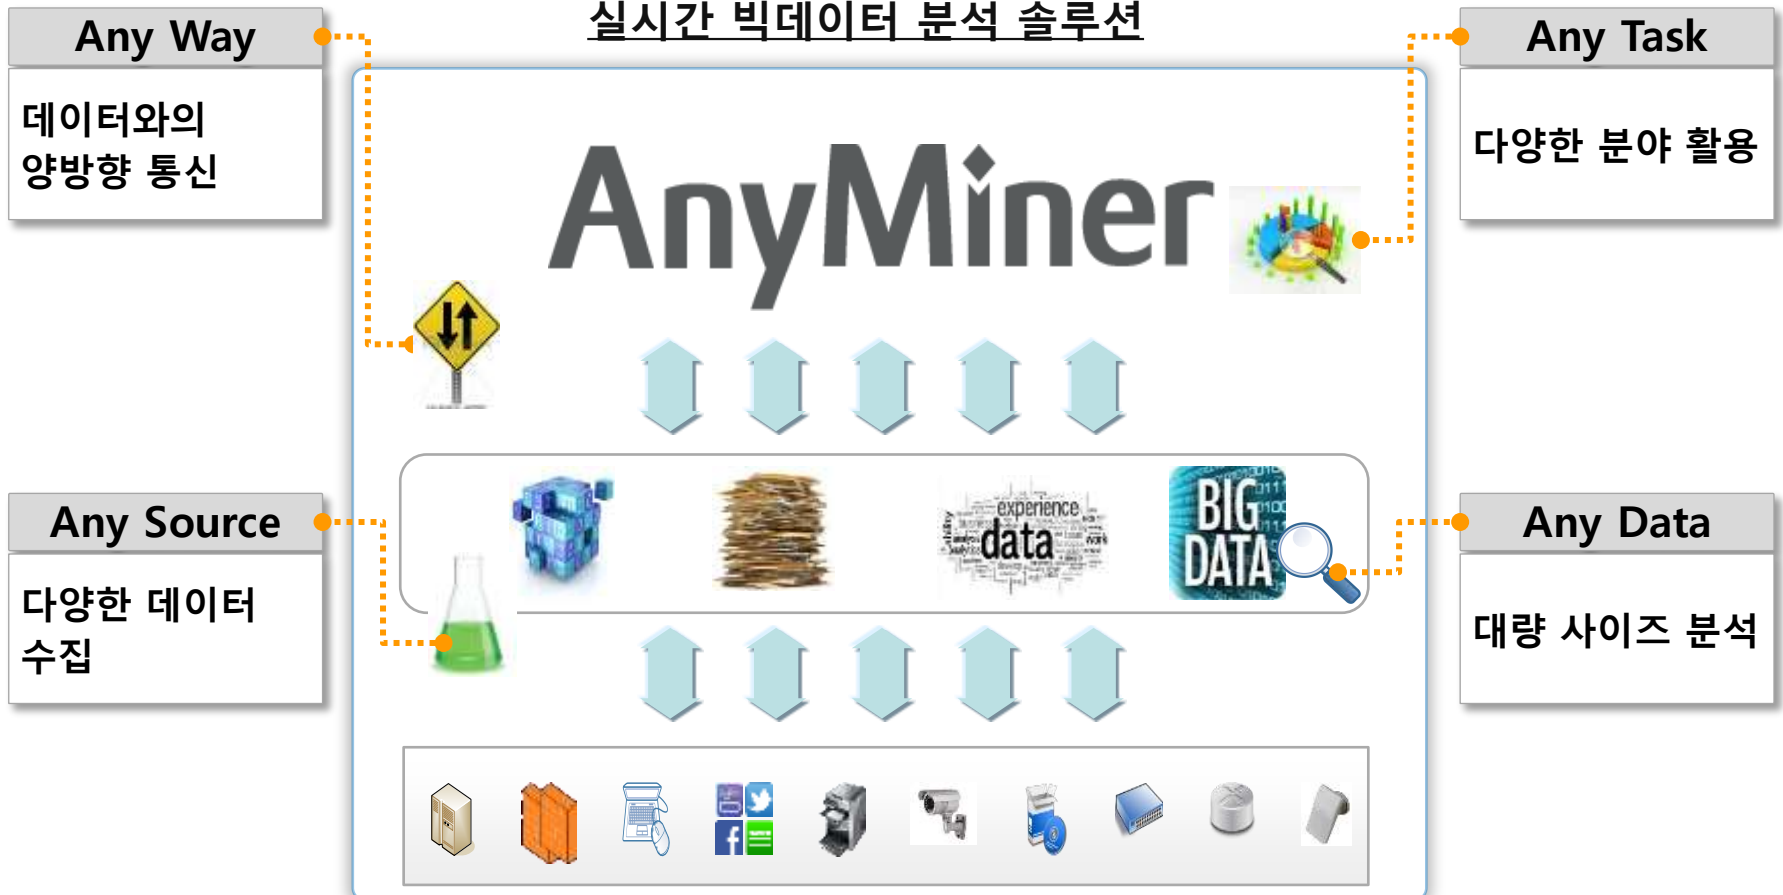 실시간 빅데이터 분석 솔루션
Any Way
데이터와의
양방향 통신
Any Task
다양한 분야 활용
AnyMiner
Any Source
다양한 데이터
수집
experience
data
BIG
DATA
Any Data
대량 사이즈 분석